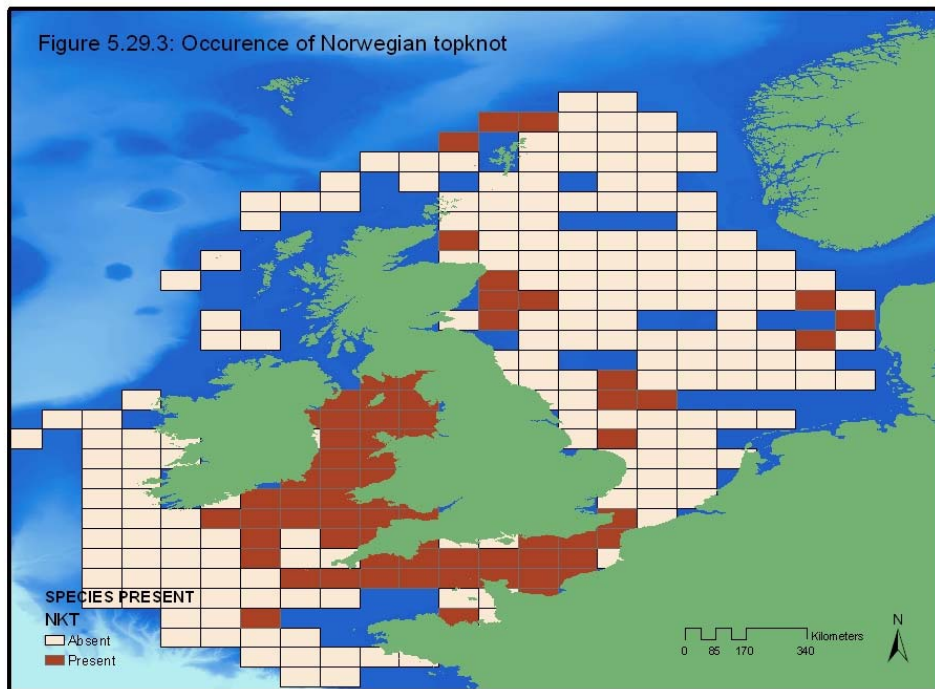 Figure 5.29.3: Occurence of Norwegian topknot
SPECIES PRESENT
NKT
Absent
Present
N
Kilometers
0 85 170 340